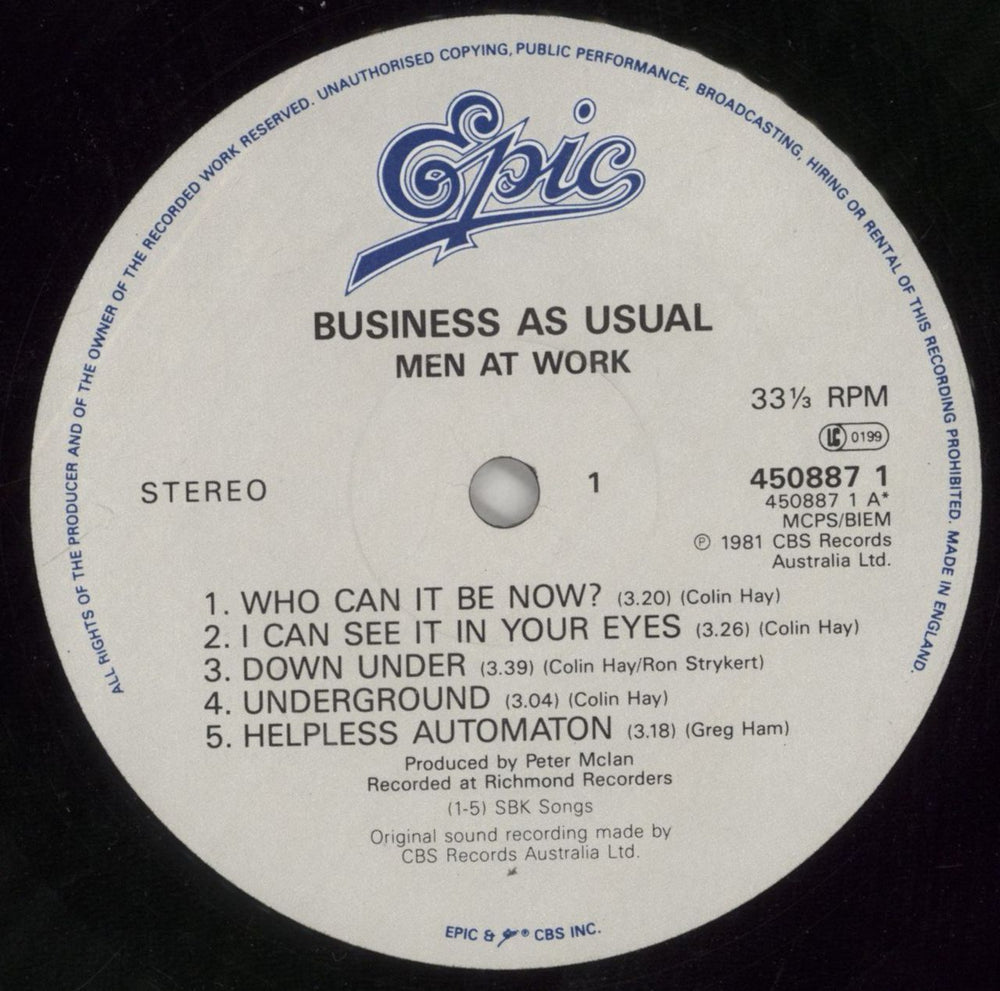 ALL RIGHTS OF THE PRODUCER AND OF THE OWNER OF THE RECORDED WORK RESERVED. UNAUTHORISED COPYING, PUBLIC PERFORMANCE, BROADCASTING, HIRING OR RENTAL OF THIS RECORDING PROHIBITED. MADE IN ENGLAND.
Epic
BUSINESS AS USUAL
MEN AT WORK
33⅓ RPM
LC 0199
STEREO
1
450887 1
450887 1 A*
MCPS/BIEM
Ⓟ 1981 CBS Records
Australia Ltd.
1. WHO CAN IT BE NOW? (3.20) (Colin Hay)
2. I CAN SEE IT IN YOUR EYES (3.26) (Colin Hay)
3. DOWN UNDER (3.39) (Colin Hay/Ron Strykert)
4. UNDERGROUND (3.04) (Colin Hay)
5. HELPLESS AUTOMATON (3.18) (Greg Ham)
Produced by Peter Mclan
Recorded at Richmond Recorders
(1-5) SBK Songs
Original sound recording made by
CBS Records Australia Ltd.
EPIC & ® CBS INC.